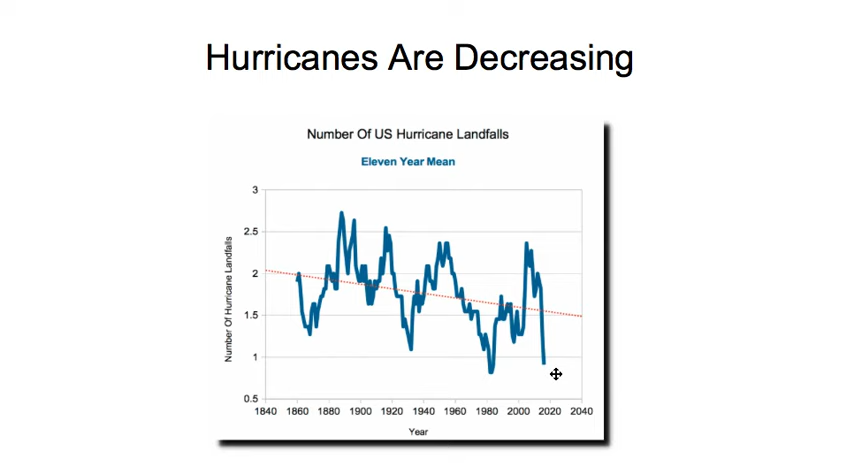 Hurricanes Are Decreasing
Number Of US Hurricane Landfalls
Eleven Year Mean
Number Of Hurricane Landfalls
3
2.5
2
1.5
1
0.5
1840 1860 1880 1900 1920 1940 1960 1980 2000 2020 2040
Year